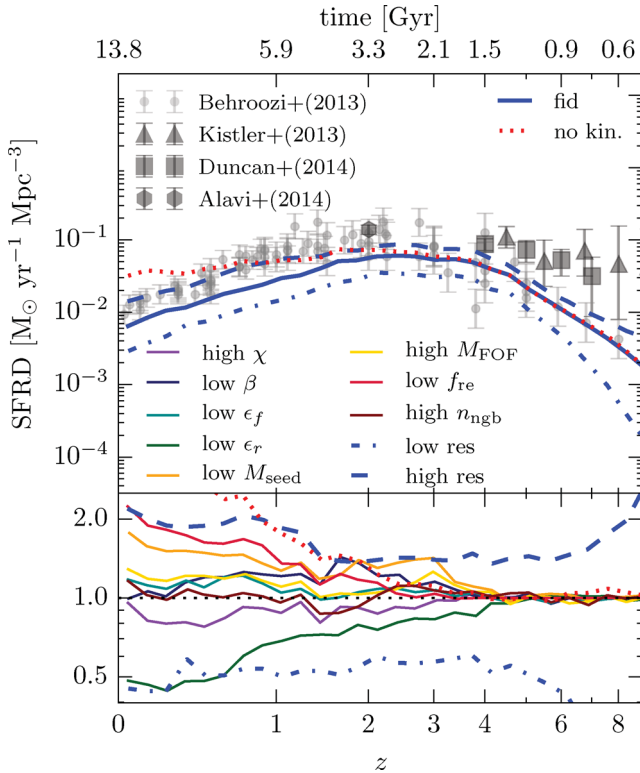 time [Gyr]
13.8 5.9 3.3 2.1 1.5 0.9 0.6
Behroozi+(2013)
Kistler+(2013)
Duncan+(2014)
Alavi+(2014)
fid
no kin.
SFRD [M⊙ yr⁻¹ Mpc⁻³]
10⁻¹
10⁻²
10⁻³
10⁻⁴
high χ
low β
low ϵ_f
low ϵ_r
low M_seed
high M_FOF
low f_re
high n_ngb
low res
high res
2.0
1.0
0.5
0 1 2 3 4 6 8
z